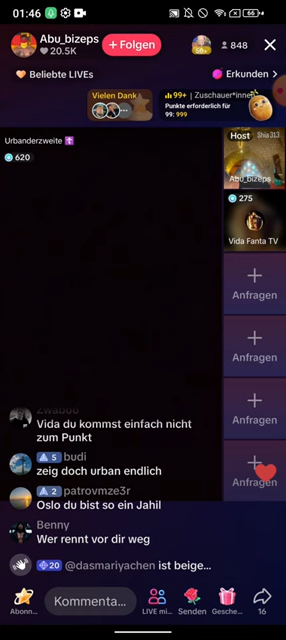 01:46
66
Abu_bizeps
20.5K
+ Folgen
848
Beliebte LIVEs
Erkunden >
Vielen Dank
99+ | Zuschauer*innen
Punkte erforderlich für
99: 999
Urbanderzweite
620
Host
Shia313
Abu_bizeps
275
Vida Fanta TV
Anfragen
Anfragen
Anfragen
Anfragen
Zwaboo
Vida du kommst einfach nicht
zum Punkt
5 budi
zeig doch urban endlich
2 patrovmze3r
Oslo du bist so ein Jahil
Benny
Wer rennt vor dir weg
20 @dasmariyachen ist beige...
Abonn...
Kommenta...
LIVE mi...
Senden
Gesche...
16